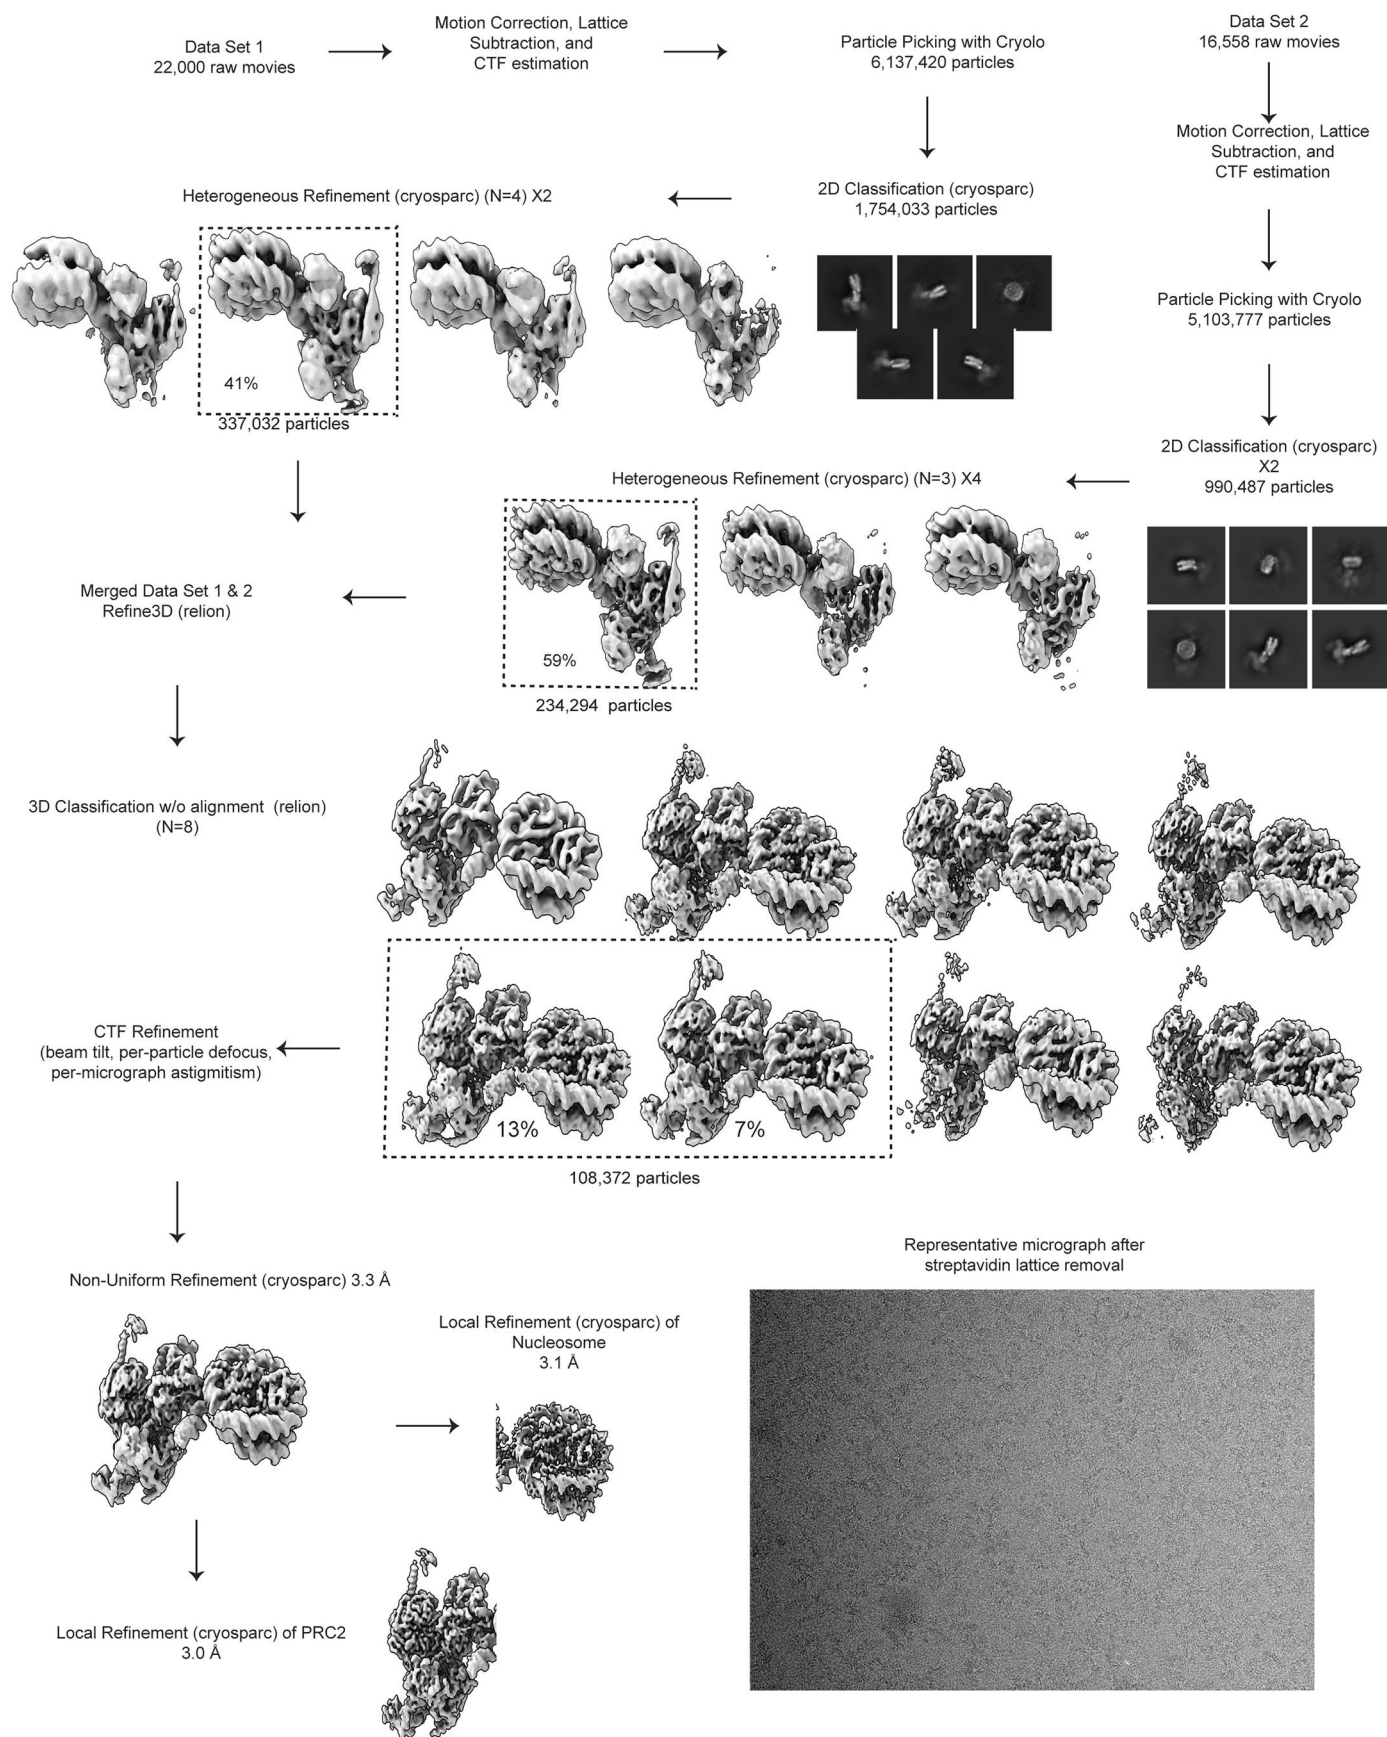 Data Set 1
22,000 raw movies
Motion Correction, Lattice
Subtraction, and
CTF estimation
Particle Picking with Cryolo
6,137,420 particles
Data Set 2
16,558 raw movies
Motion Correction, Lattice
Subtraction, and
CTF estimation
Heterogeneous Refinement (cryosparc) (N=4) X2
2D Classification (cryosparc)
1,754,033 particles
Particle Picking with Cryolo
5,103,777 particles
41%
337,032 particles
2D Classification (cryosparc)
X2
990,487 particles
Heterogeneous Refinement (cryosparc) (N=3) X4
Merged Data Set 1 & 2
Refine3D (relion)
59%
234,294 particles
3D Classification w/o alignment (relion)
(N=8)
CTF Refinement
(beam tilt, per-particle defocus,
per-micrograph astigmitism)
13%
7%
108,372 particles
Representative micrograph after
streptavidin lattice removal
Non-Uniform Refinement (cryosparc) 3.3 Å
Local Refinement (cryosparc) of
Nucleosome
3.1 Å
Local Refinement (cryosparc) of PRC2
3.0 Å